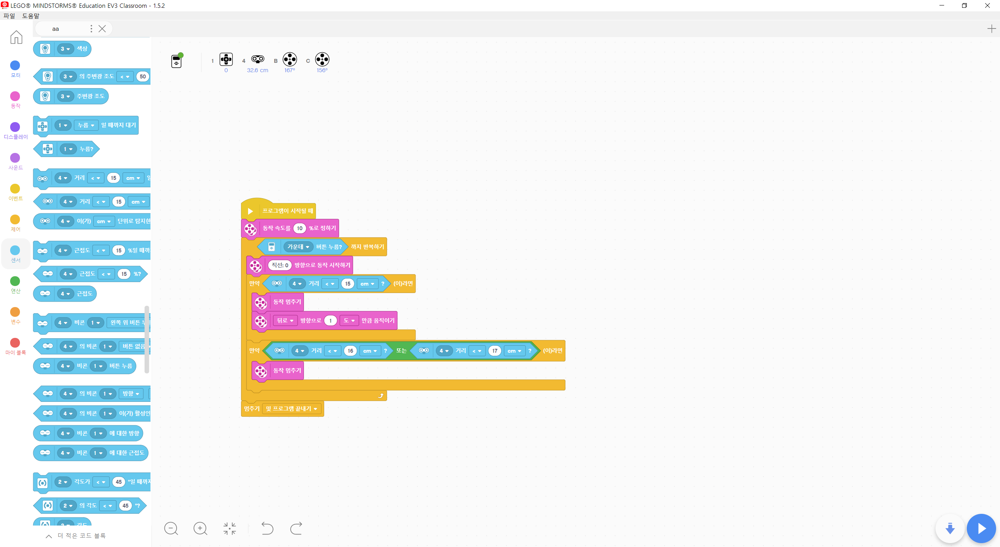 LEGO® MINDSTORMS® Education EV3 Classroom - 1.5.2
파일 도움말
aa
모터
동작
디스플레이
사운드
이벤트
제어
센서
연산
변수
마이 블록
3 색상
3 의 주변광 조도 < 50
3 주변광 조도
1 누름 일 때까지 대기
1 누름?
4 거리 < 15 cm 일
4 거리 < 15 cm
4 이(가) cm 단위로 탐지한
4 근접도 < 15 %일 때까
4 근접도 < 15 %?
4 근접도
4 비콘 1 왼쪽 위 버튼
4 의 비콘 1 버튼 없음
4 비콘 1 버튼 누름
4 의 비콘 1 방향
4 의 비콘 1 이(가) 활성인
4 비콘 1 에 대한 방향
4 비콘 1 에 대한 근접도
2 각도가 < 45 °일 때까지
2 의 각도 < 45 °?
2 각도
더 적은 코드 블록
1 4 B C
0 32.6 cm 167° 156°
프로그램이 시작될 때
동작 속도를 10 %로 정하기
가운데 버튼 누름? 까지 반복하기
직선: 0 방향으로 동작 시작하기
만약 4 거리 < 15 cm ? (이)라면
동작 멈추기
뒤로 방향으로 1 도 만큼 움직이기
만약 4 거리 < 16 cm ? 또는 4 거리 < 17 cm ? (이)라면
동작 멈추기
멈추기 및 프로그램 끝내기